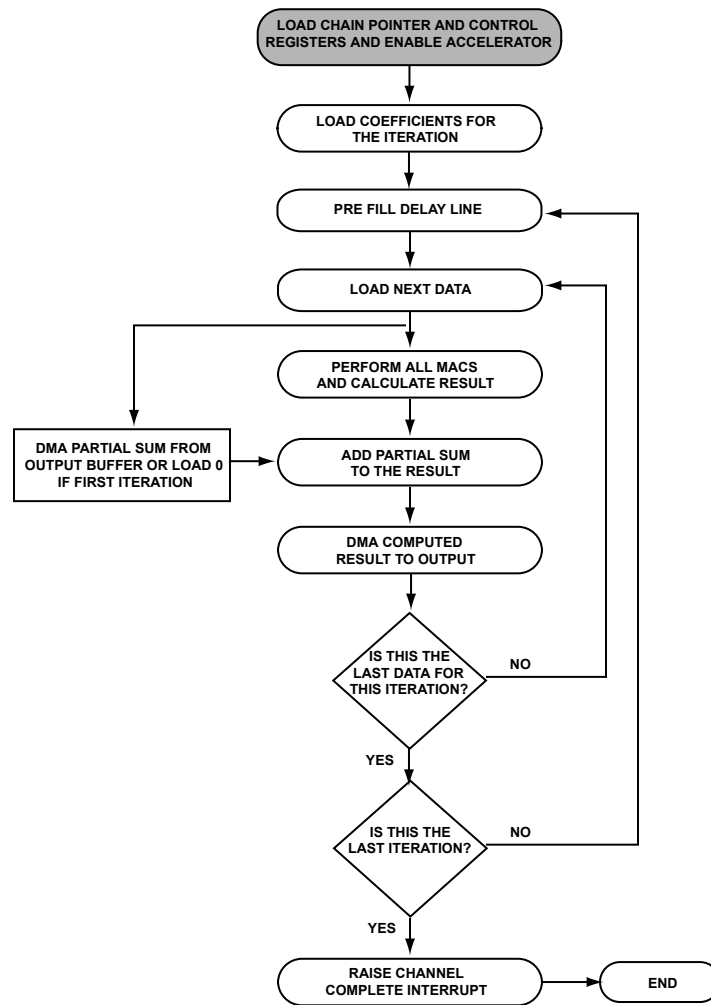 LOAD CHAIN POINTER AND CONTROL
REGISTERS AND ENABLE ACCELERATOR
LOAD COEFFICIENTS FOR
THE ITERATION
PRE FILL DELAY LINE
LOAD NEXT DATA
PERFORM ALL MACS
AND CALCULATE RESULT
DMA PARTIAL SUM FROM
OUTPUT BUFFER OR LOAD 0
IF FIRST ITERATION
ADD PARTIAL SUM
TO THE RESULT
DMA COMPUTED
RESULT TO OUTPUT
IS THIS THE
LAST DATA FOR
THIS ITERATION?
NO
YES
IS THIS THE
LAST ITERATION?
NO
YES
RAISE CHANNEL
COMPLETE INTERRUPT
END